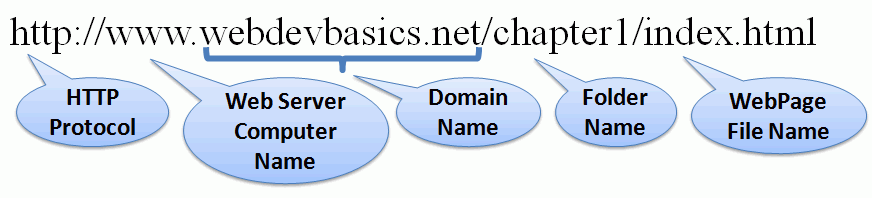 http://www.webdevbasics.net/chapter1/index.html
HTTP
Protocol
Web Server
Computer
Name
Domain
Name
Folder
Name
WebPage
File Name